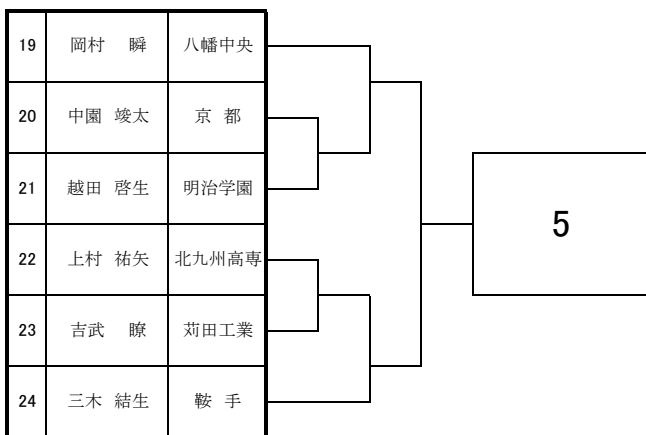 19 岡村 瞬 八幡中央
20 中園 竣太 京 都
21 越田 啓生 明治学園
22 上村 祐矢 北九州高専
23 吉武 瞭 苅田工業
24 三木 結生 鞍 手
5